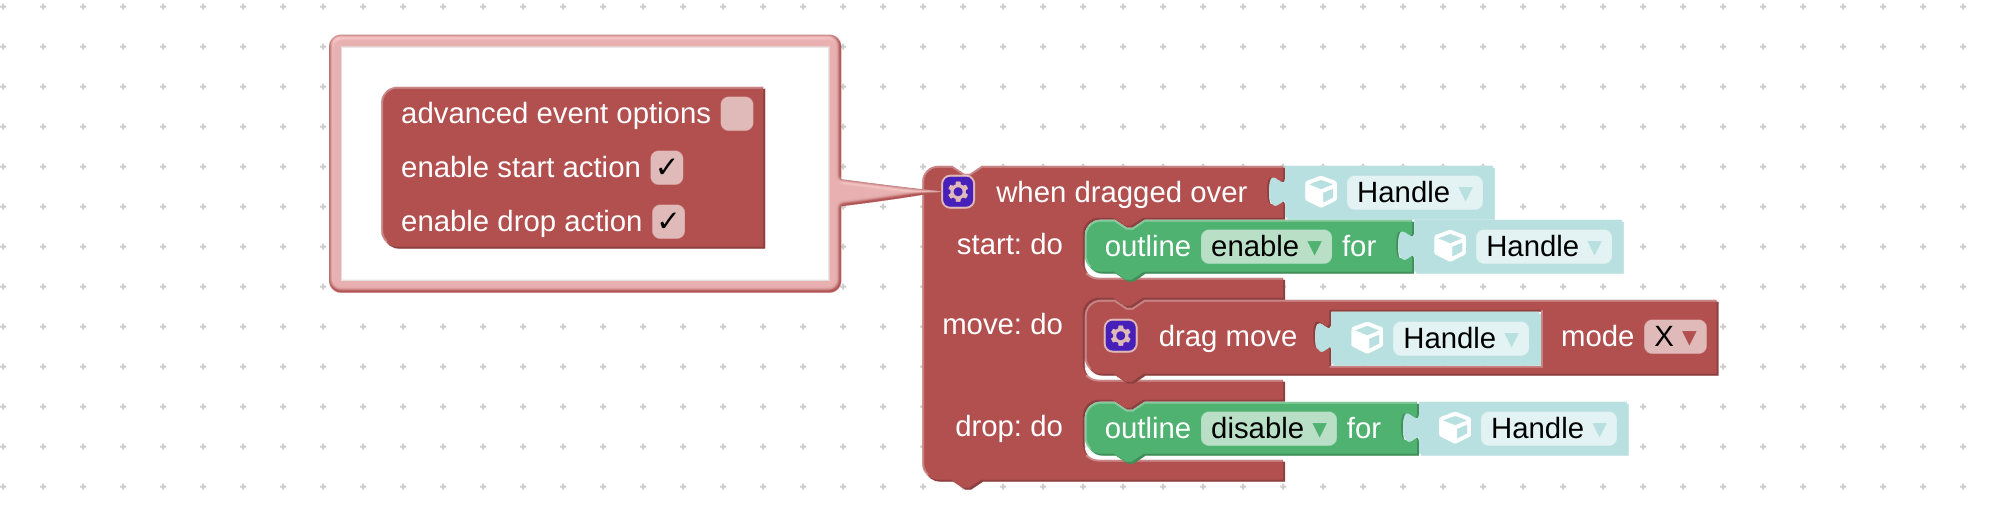 advanced event options
enable start action ✓
enable drop action ✓
when dragged over Handle
start: do outline enable for Handle
move: do drag move Handle mode X
drop: do outline disable for Handle